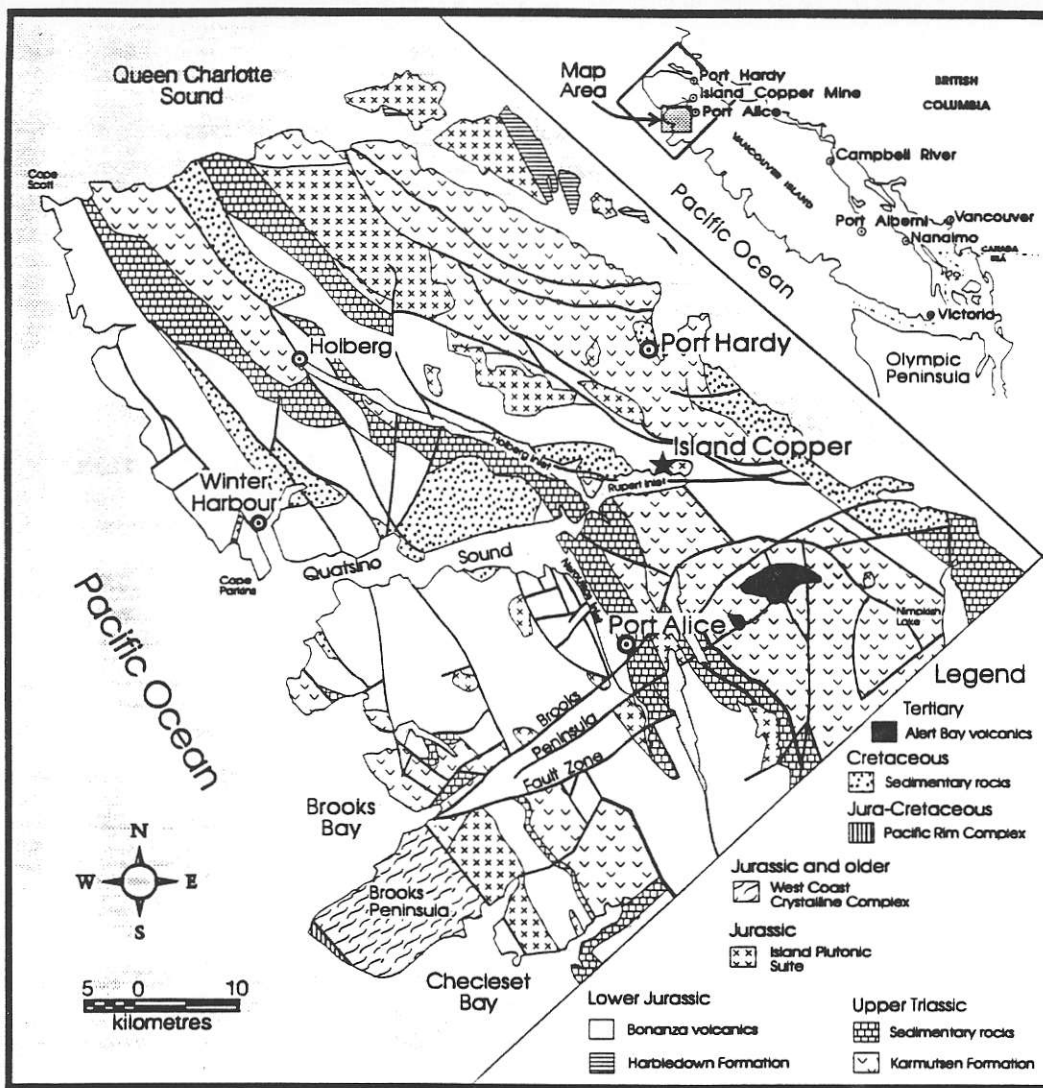 Queen Charlotte
Sound
Map
Area
Port Hardy
Island Copper Mine
Port Alice
BRITISH
COLUMBIA
VANCOUVER ISLAND
Campbell River
Pacific Ocean
Port Alberni
Vancouver
Nanaimo
Victoria
Olympic
Peninsula
Cape
Scott
Holberg
Port Hardy
Island Copper
Holberg Inlet
Rupert Inlet
Winter
Harbour
Quatsino
Sound
Cape
Parkins
Neroutsos Inlet
Port Alice
Nimpkish
Lake
Pacific Ocean
Brooks
Peninsula
Fault Zone
Brooks
Bay
Brooks
Peninsula
Checleset
Bay
N
W E
S
5 0 10
kilometres
Legend
Tertiary
Alert Bay volcanics
Cretaceous
Sedimentary rocks
Jura-Cretaceous
Pacific Rim Complex
Jurassic and older
West Coast
Crystalline Complex
Jurassic
Island Plutonic
Suite
Lower Jurassic
Bonanza volcanics
Harbledown Formation
Upper Triassic
Sedimentary rocks
Karmutsen Formation